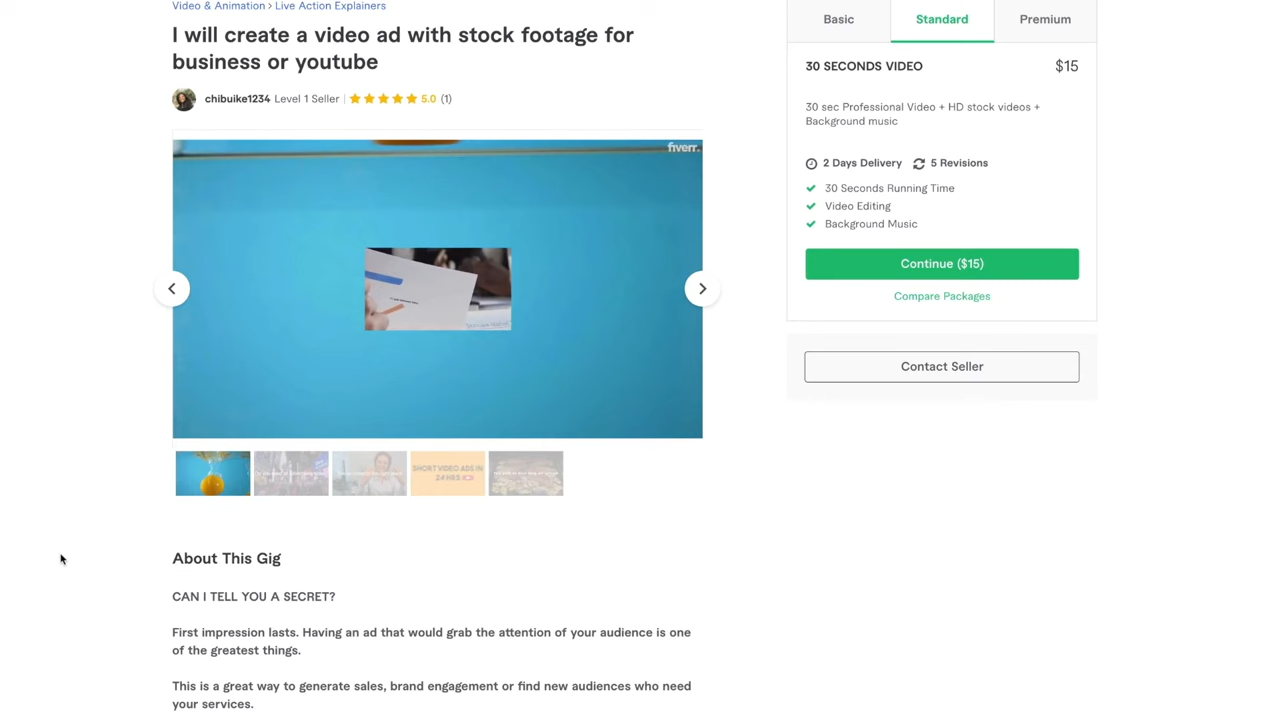 Video & Animation > Live Action Explainers
I will create a video ad with stock footage for
business or youtube
chibuike1234 Level 1 Seller 5.0 (1)
fiverr.
SHORT VIDEO ADS IN
24 HRS
About This Gig
CAN I TELL YOU A SECRET?
First impression lasts. Having an ad that would grab the attention of your audience is one
of the greatest things.
This is a great way to generate sales, brand engagement or find new audiences who need
your services.
Basic Standard Premium
30 SECONDS VIDEO $15
30 sec Professional Video + HD stock videos +
Background music
2 Days Delivery 5 Revisions
30 Seconds Running Time
Video Editing
Background Music
Continue ($15)
Compare Packages
Contact Seller